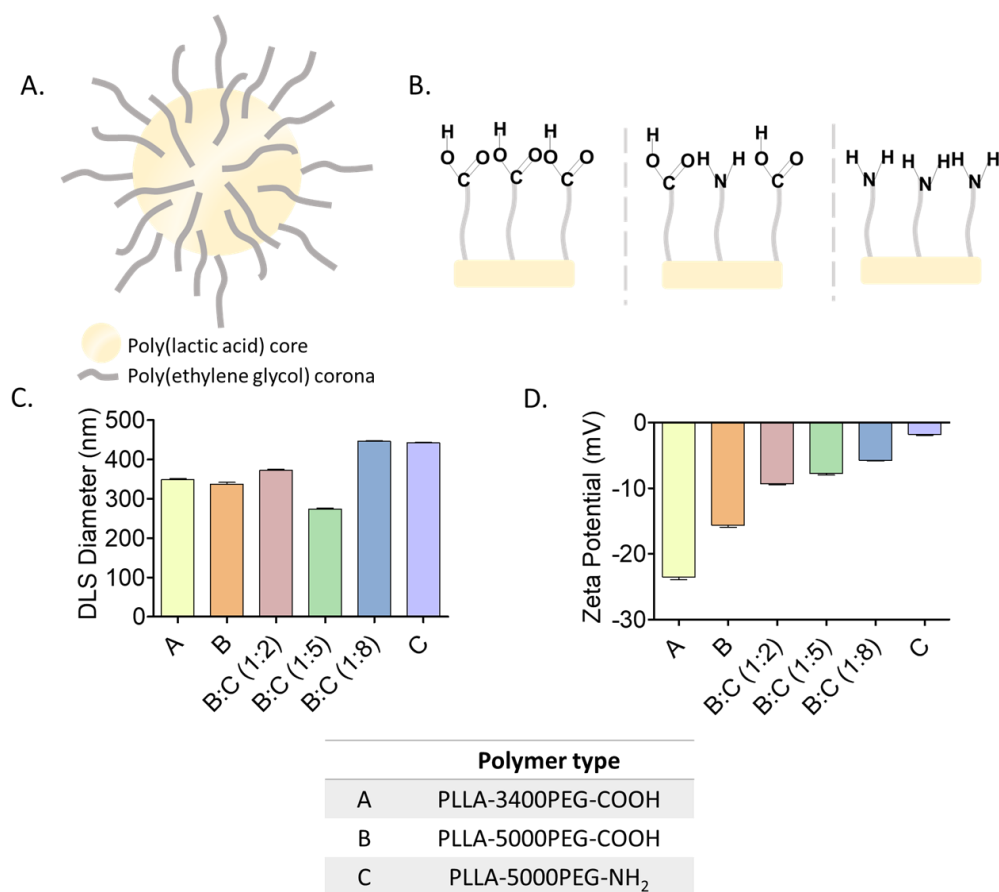 A.
B.
H O C O H O C O H O C O
H O C O H N H H O C O
H N H H N H H N H
Poly(lactic acid) core
Poly(ethylene glycol) corona
C.
DLS Diameter (nm)
500
400
300
200
100
0
A
B
B:C (1:2)
B:C (1:5)
B:C (1:8)
C
D.
Zeta Potential (mV)
0
-10
-20
-30
A
B
B:C (1:2)
B:C (1:5)
B:C (1:8)
C
Polymer type
A PLLA-3400PEG-COOH
B PLLA-5000PEG-COOH
C PLLA-5000PEG-NH₂